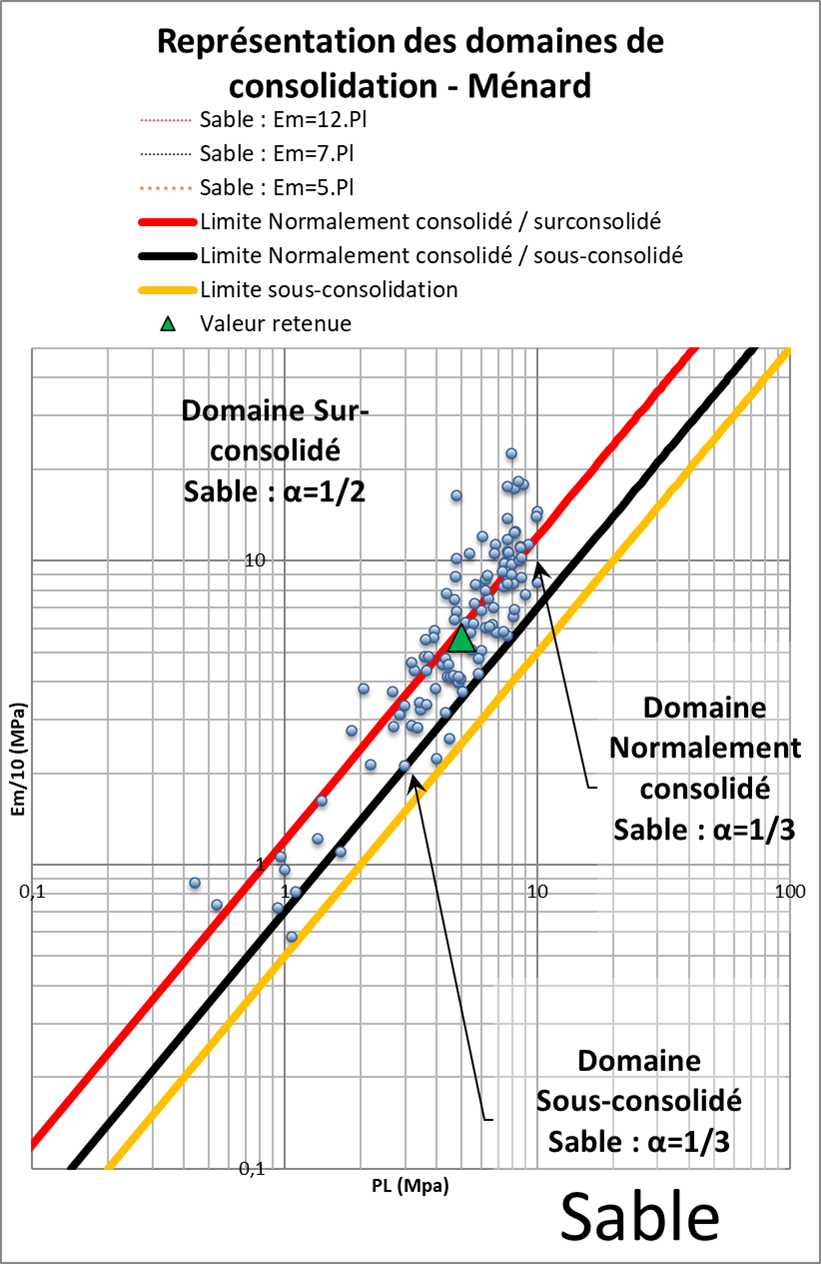 Représentation des domaines de
consolidation - Ménard
Sable : Em=12.Pl
Sable : Em=7.Pl
Sable : Em=5.Pl
Limite Normalement consolidé / surconsolidé
Limite Normalement consolidé / sous-consolidé
Limite sous-consolidation
Valeur retenue
Domaine Sur-
consolidé
Sable : α=1/2
10
Domaine
Normalement
consolidé
Sable : α=1/3
Em/10 (MPa)
1
0,1
1
10
100
Domaine
Sous-consolidé
Sable : α=1/3
0,1
PL (Mpa)
Sable